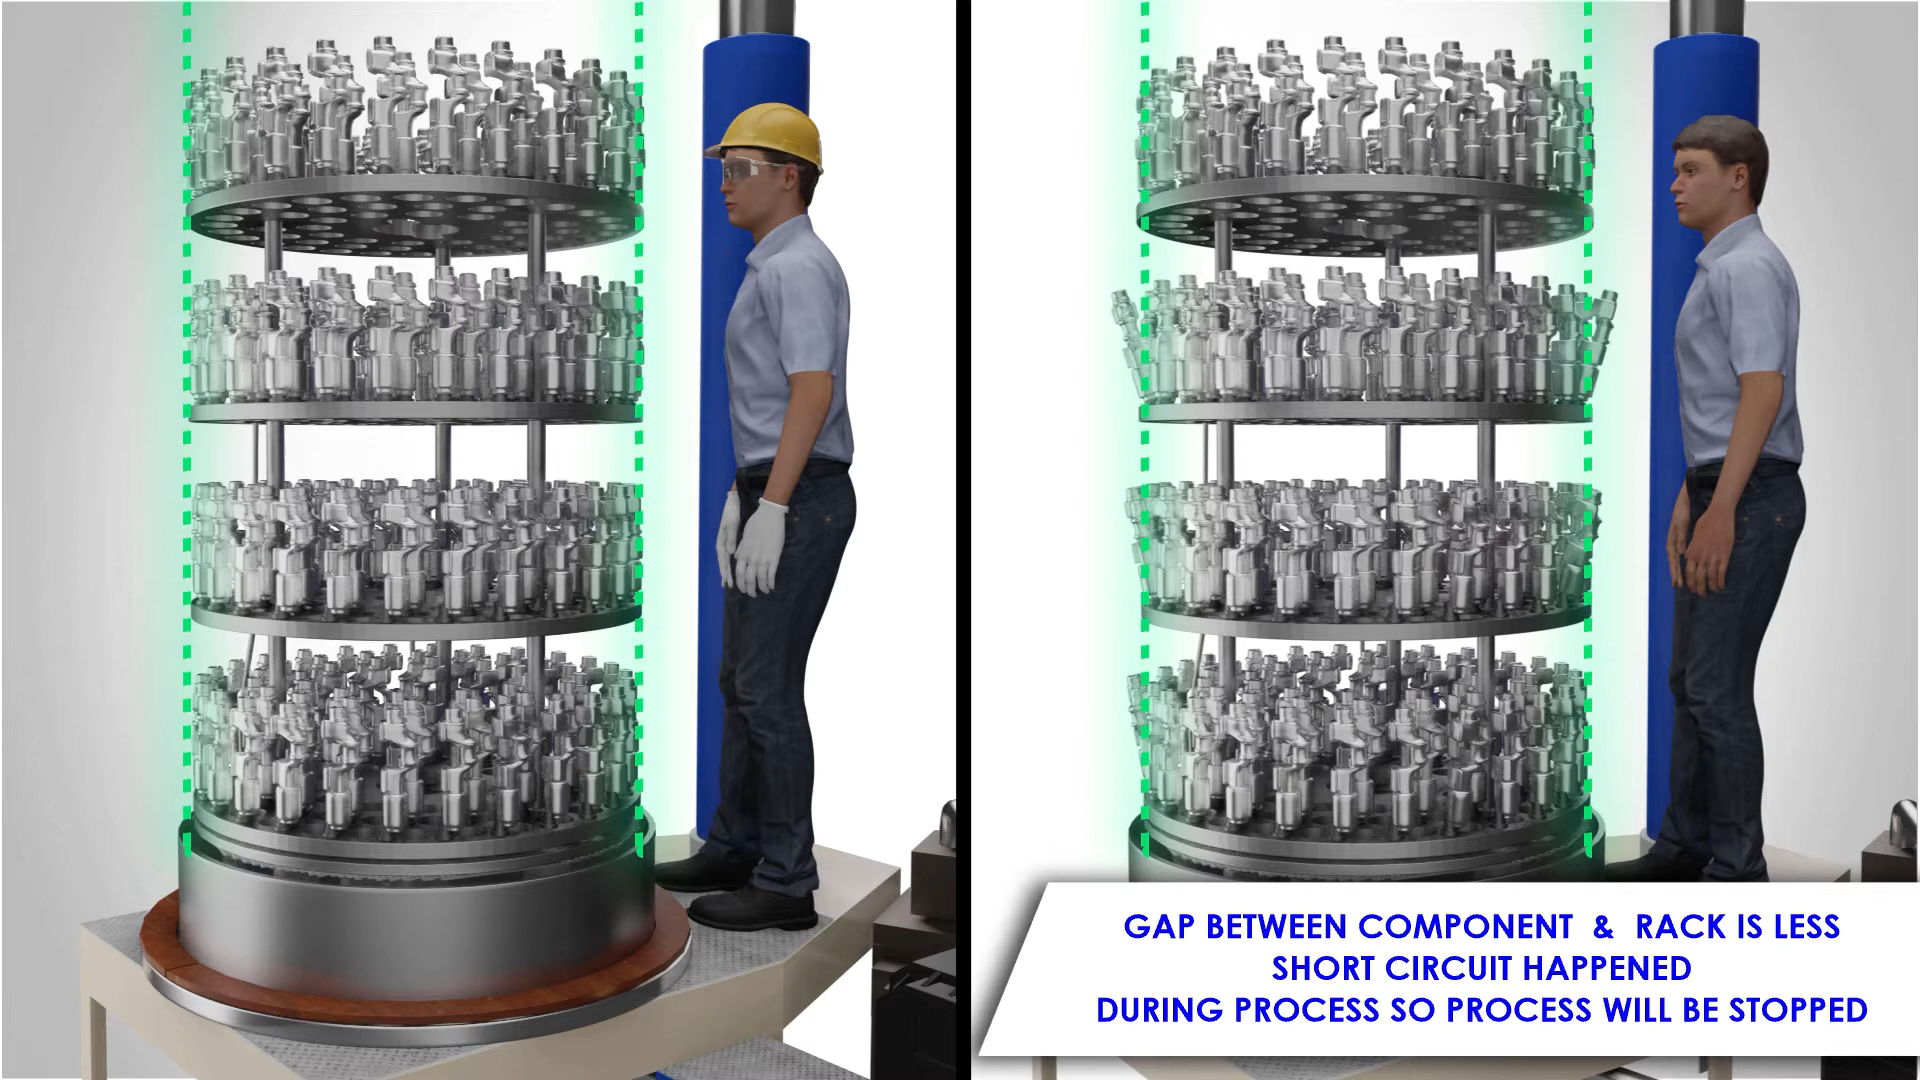 GAP BETWEEN COMPONENT & RACK IS LESS
SHORT CIRCUIT HAPPENED
DURING PROCESS SO PROCESS WILL BE STOPPED